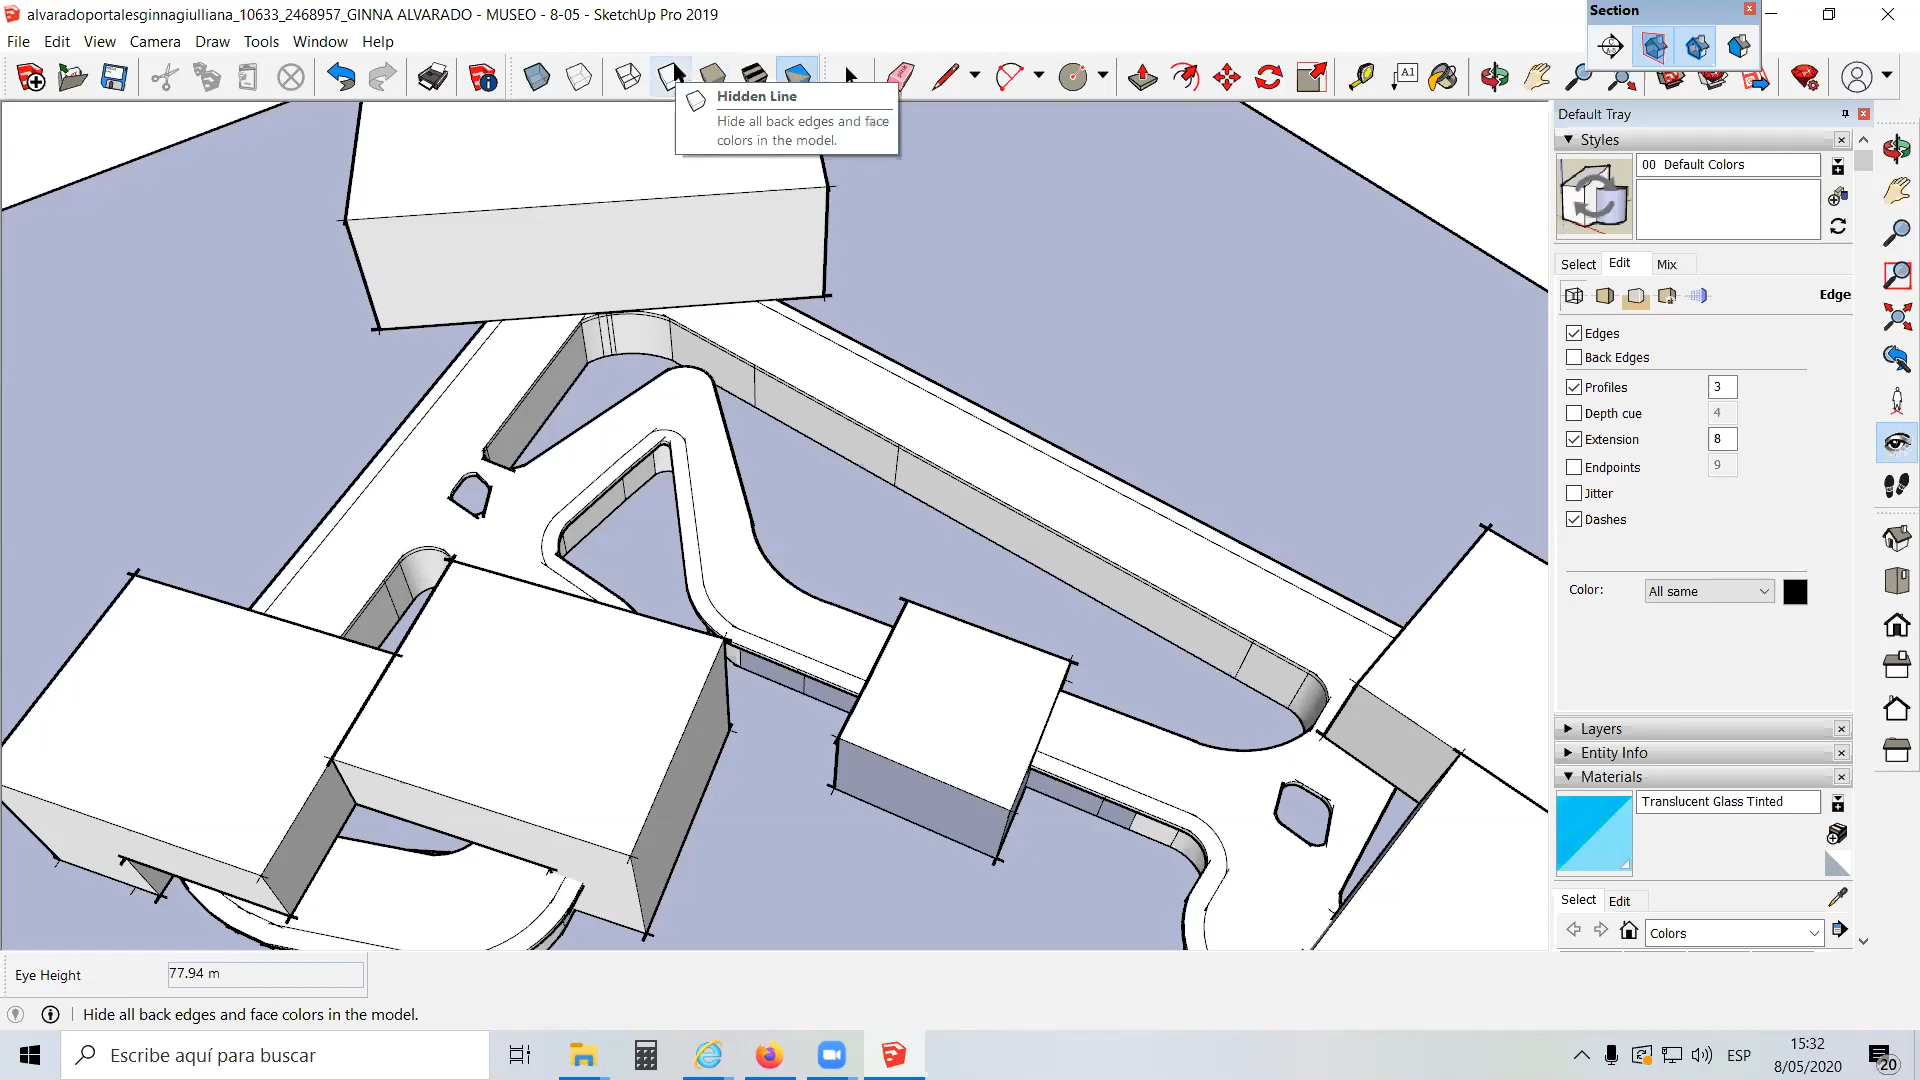 alvaradoportalesginnagiulliana_10633_2468957_GINNA ALVARADO - MUSEO - 8-05 - SketchUp Pro 2019
Section
File Edit View Camera Draw Tools Window Help
A1
Hidden Line
Hide all back edges and face
colors in the model.
Default Tray
Styles
00 Default Colors
Select Edit Mix
Edge
Edges
Back Edges
Profiles 3
Depth cue 4
Extension 8
Endpoints 9
Jitter
Dashes
Color: All same
Layers
Entity Info
Materials
Translucent Glass Tinted
Select Edit
Colors
Eye Height 77.94 m
Hide all back edges and face colors in the model.
Escribe aquí para buscar
ESP
15:32
8/05/2020
20